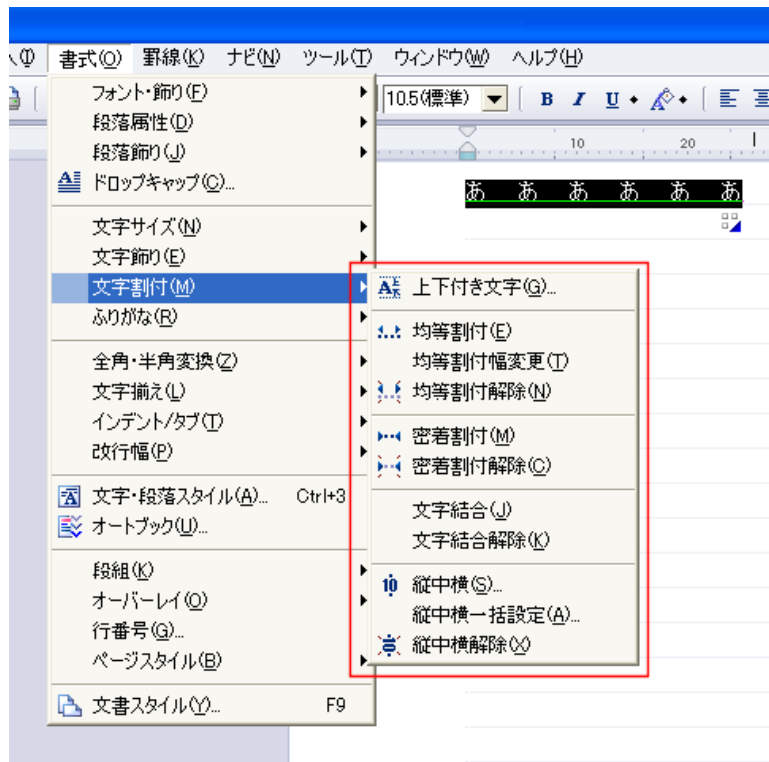 入(I) 書式(O) 罫線(K) ナビ(N) ツール(T) ウィンドウ(W) ヘルプ(H)
10.5(標準) B I U
10 20
あ あ あ あ あ あ
フォント・飾り(F)
段落属性(D)
段落飾り(J)
ドロップキャップ(C)...
文字サイズ(N)
文字飾り(E)
文字割付(M)
ふりがな(R)
全角・半角変換(Z)
文字揃え(L)
インデント/タブ(T)
改行幅(P)
文字・段落スタイル(A)... Ctrl+3
オートブック(U)...
段組(K)
オーバーレイ(O)
行番号(G)...
ページスタイル(B)
文書スタイル(Y)... F9
上下付き文字(G)...
均等割付(E)
均等割付幅変更(T)
均等割付解除(N)
密着割付(M)
密着割付解除(C)
文字結合(J)
文字結合解除(K)
縦中横(S)...
縦中横一括設定(A)...
縦中横解除(X)